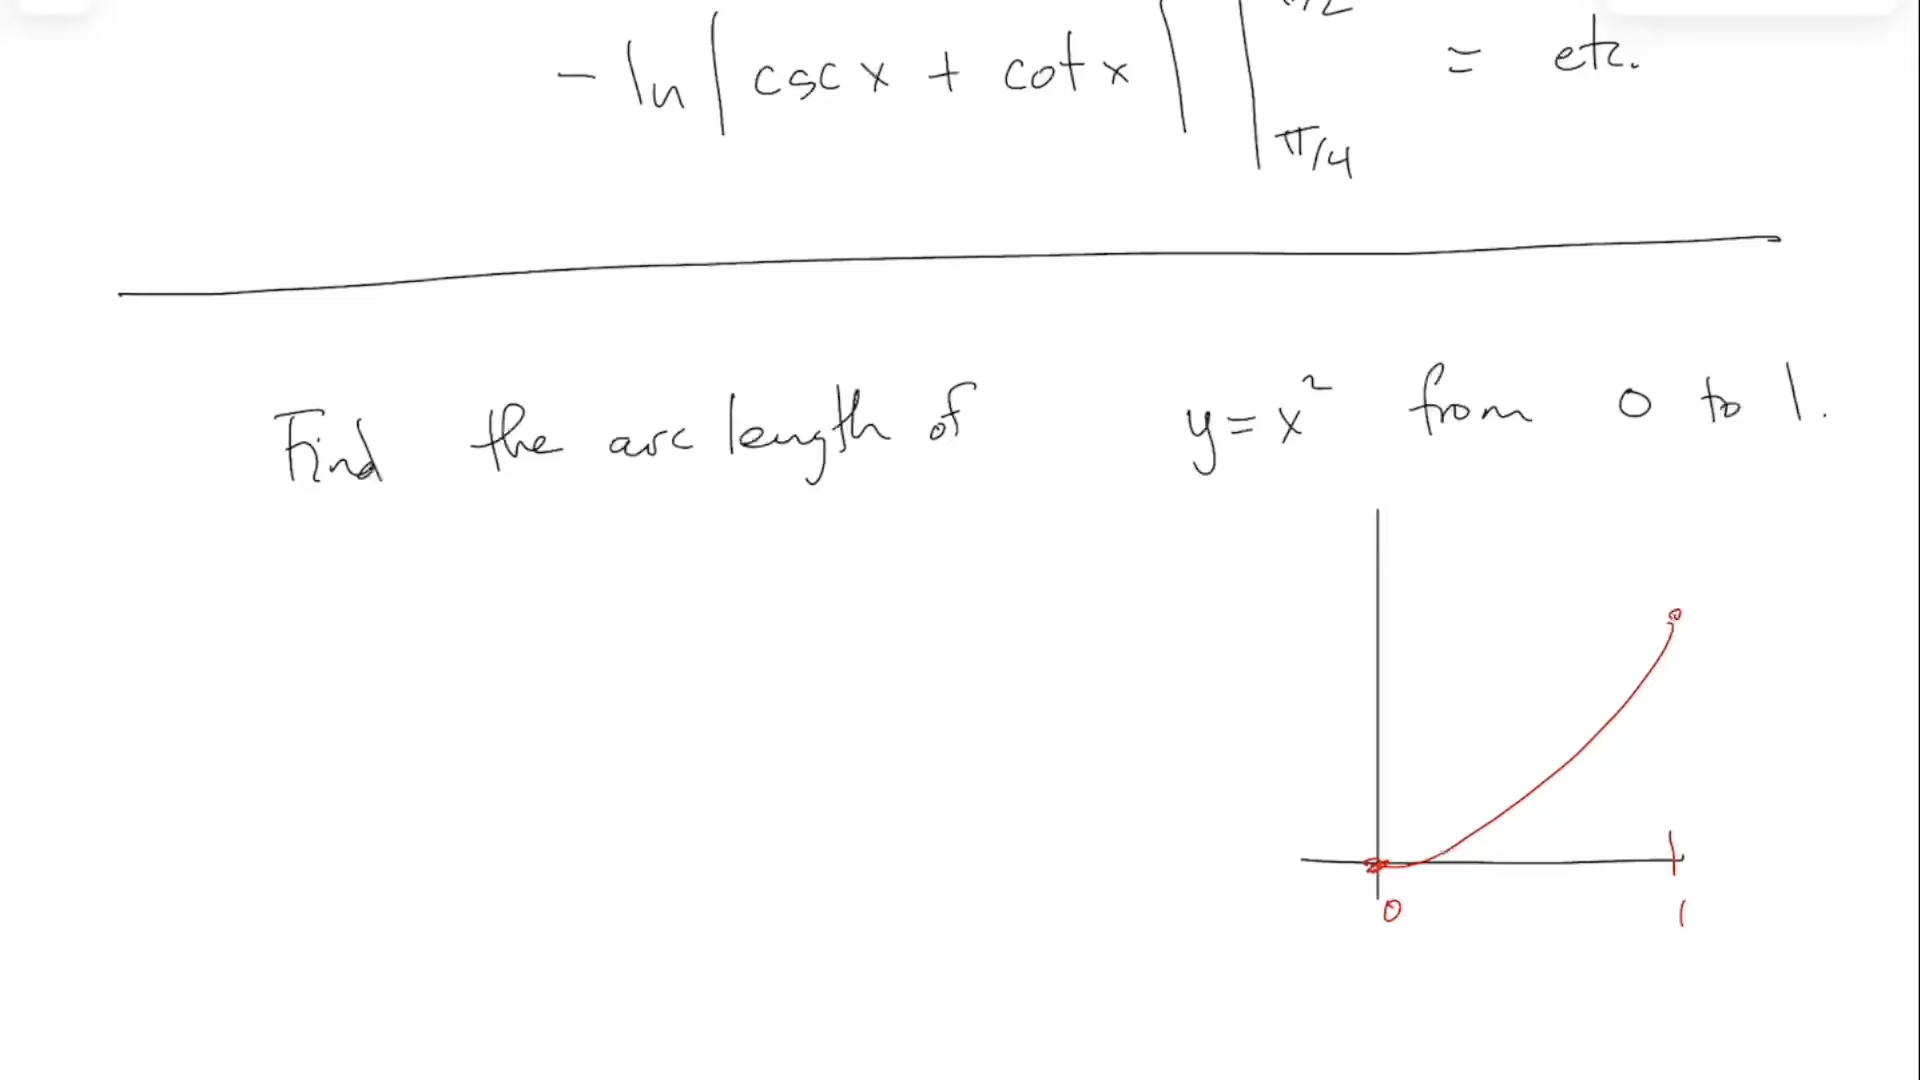 - ln | csc x + cot x | | = etc.
π/4
Find the arc length of y = x² from 0 to 1.
0 1